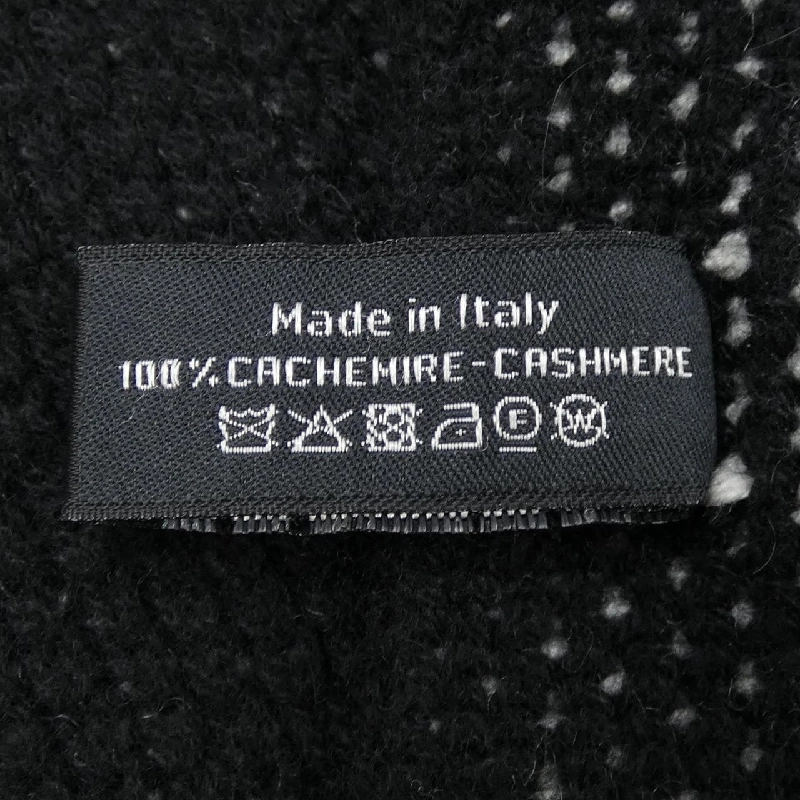 Made in Italy
100%CACHEMIRE-CASHMERE
F W